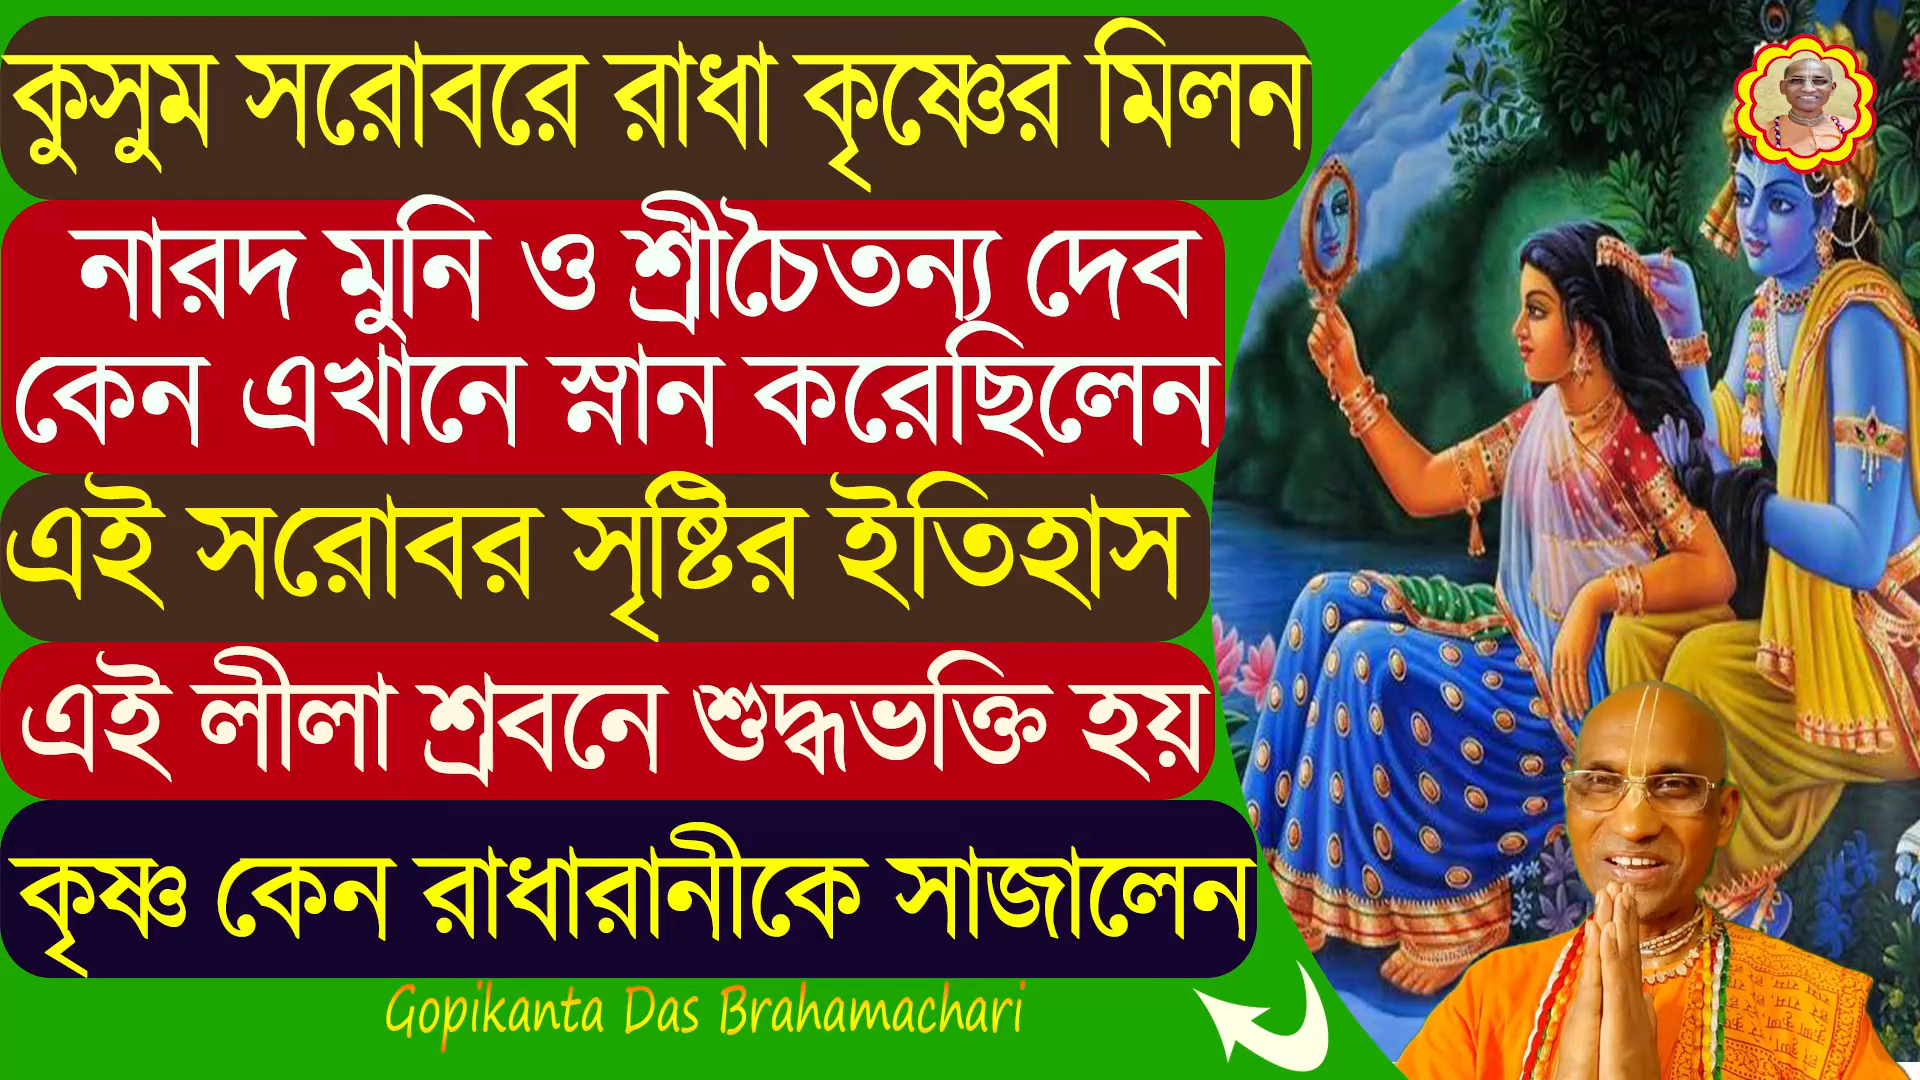 কুসুম সরোবরে রাধা কৃষ্ণের মিলন
নারদ মুনি ও শ্রীচৈতন্য দেব
কেন এখানে স্নান করেছিলেন
এই সরোবর সৃষ্টির ইতিহাস
এই লীলা শ্রবনে শুদ্ধভক্তি হয়
কৃষ্ণ কেন রাধারানীকে সাজালেন
Gopikanta Das Brahamachari